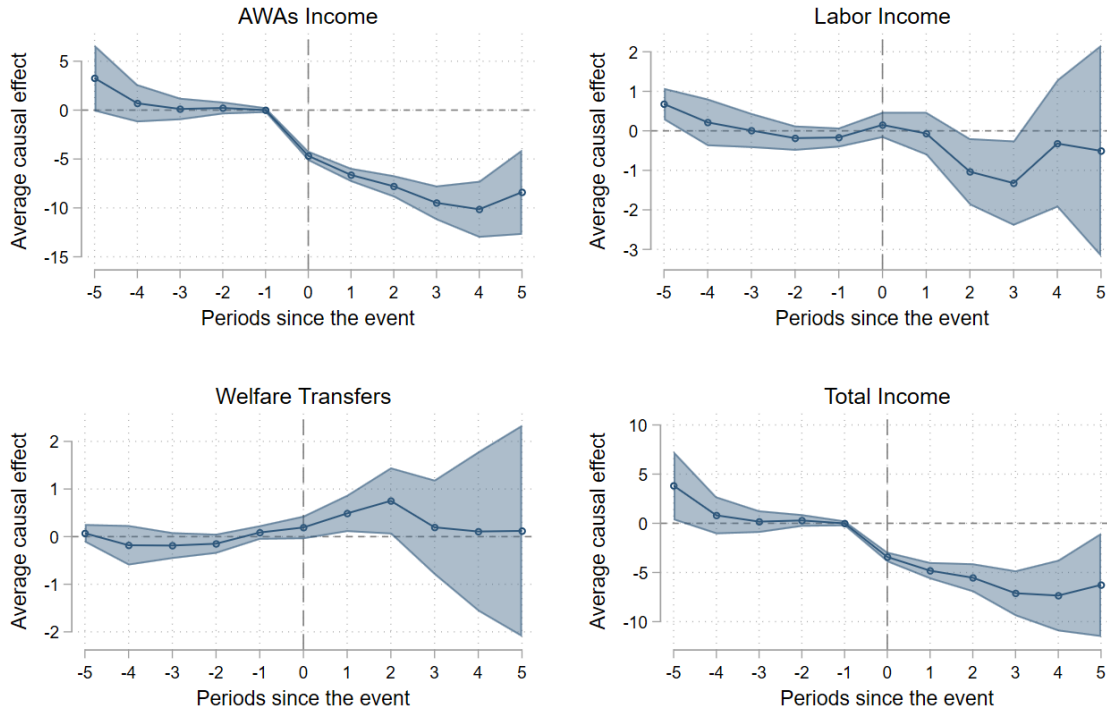 AWAs Income
Average causal effect
5
0
-5
-10
-15
-5 -4 -3 -2 -1 0 1 2 3 4 5
Periods since the event
Labor Income
Average causal effect
2
1
0
-1
-2
-3
-5 -4 -3 -2 -1 0 1 2 3 4 5
Periods since the event
Welfare Transfers
Average causal effect
2
1
0
-1
-2
-5 -4 -3 -2 -1 0 1 2 3 4 5
Periods since the event
Total Income
Average causal effect
10
5
0
-5
-10
-5 -4 -3 -2 -1 0 1 2 3 4 5
Periods since the event